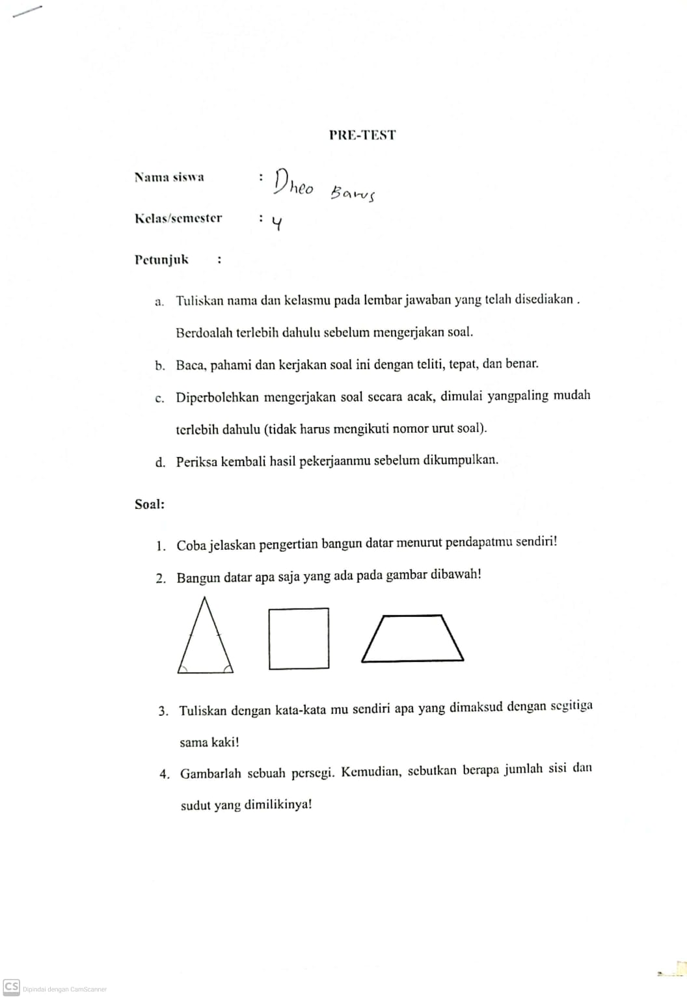 PRE-TEST
Nama siswa : Dheo Barus
Kelas/semester : 4
Petunjuk :
a. Tuliskan nama dan kelasmu pada lembar jawaban yang telah disediakan .
Berdoalah terlebih dahulu sebelum mengerjakan soal.
b. Baca, pahami dan kerjakan soal ini dengan teliti, tepat, dan benar.
c. Diperbolehkan mengerjakan soal secara acak, dimulai yangpaling mudah
terlebih dahulu (tidak harus mengikuti nomor urut soal).
d. Periksa kembali hasil pekerjaanmu sebelum dikumpulkan.
Soal:
1. Coba jelaskan pengertian bangun datar menurut pendapatmu sendiri!
2. Bangun datar apa saja yang ada pada gambar dibawah!
3. Tuliskan dengan kata-kata mu sendiri apa yang dimaksud dengan segitiga
sama kaki!
4. Gambarlah sebuah persegi. Kemudian, sebutkan berapa jumlah sisi dan
sudut yang dimilikinya!
CS Dipindai dengan CamScanner